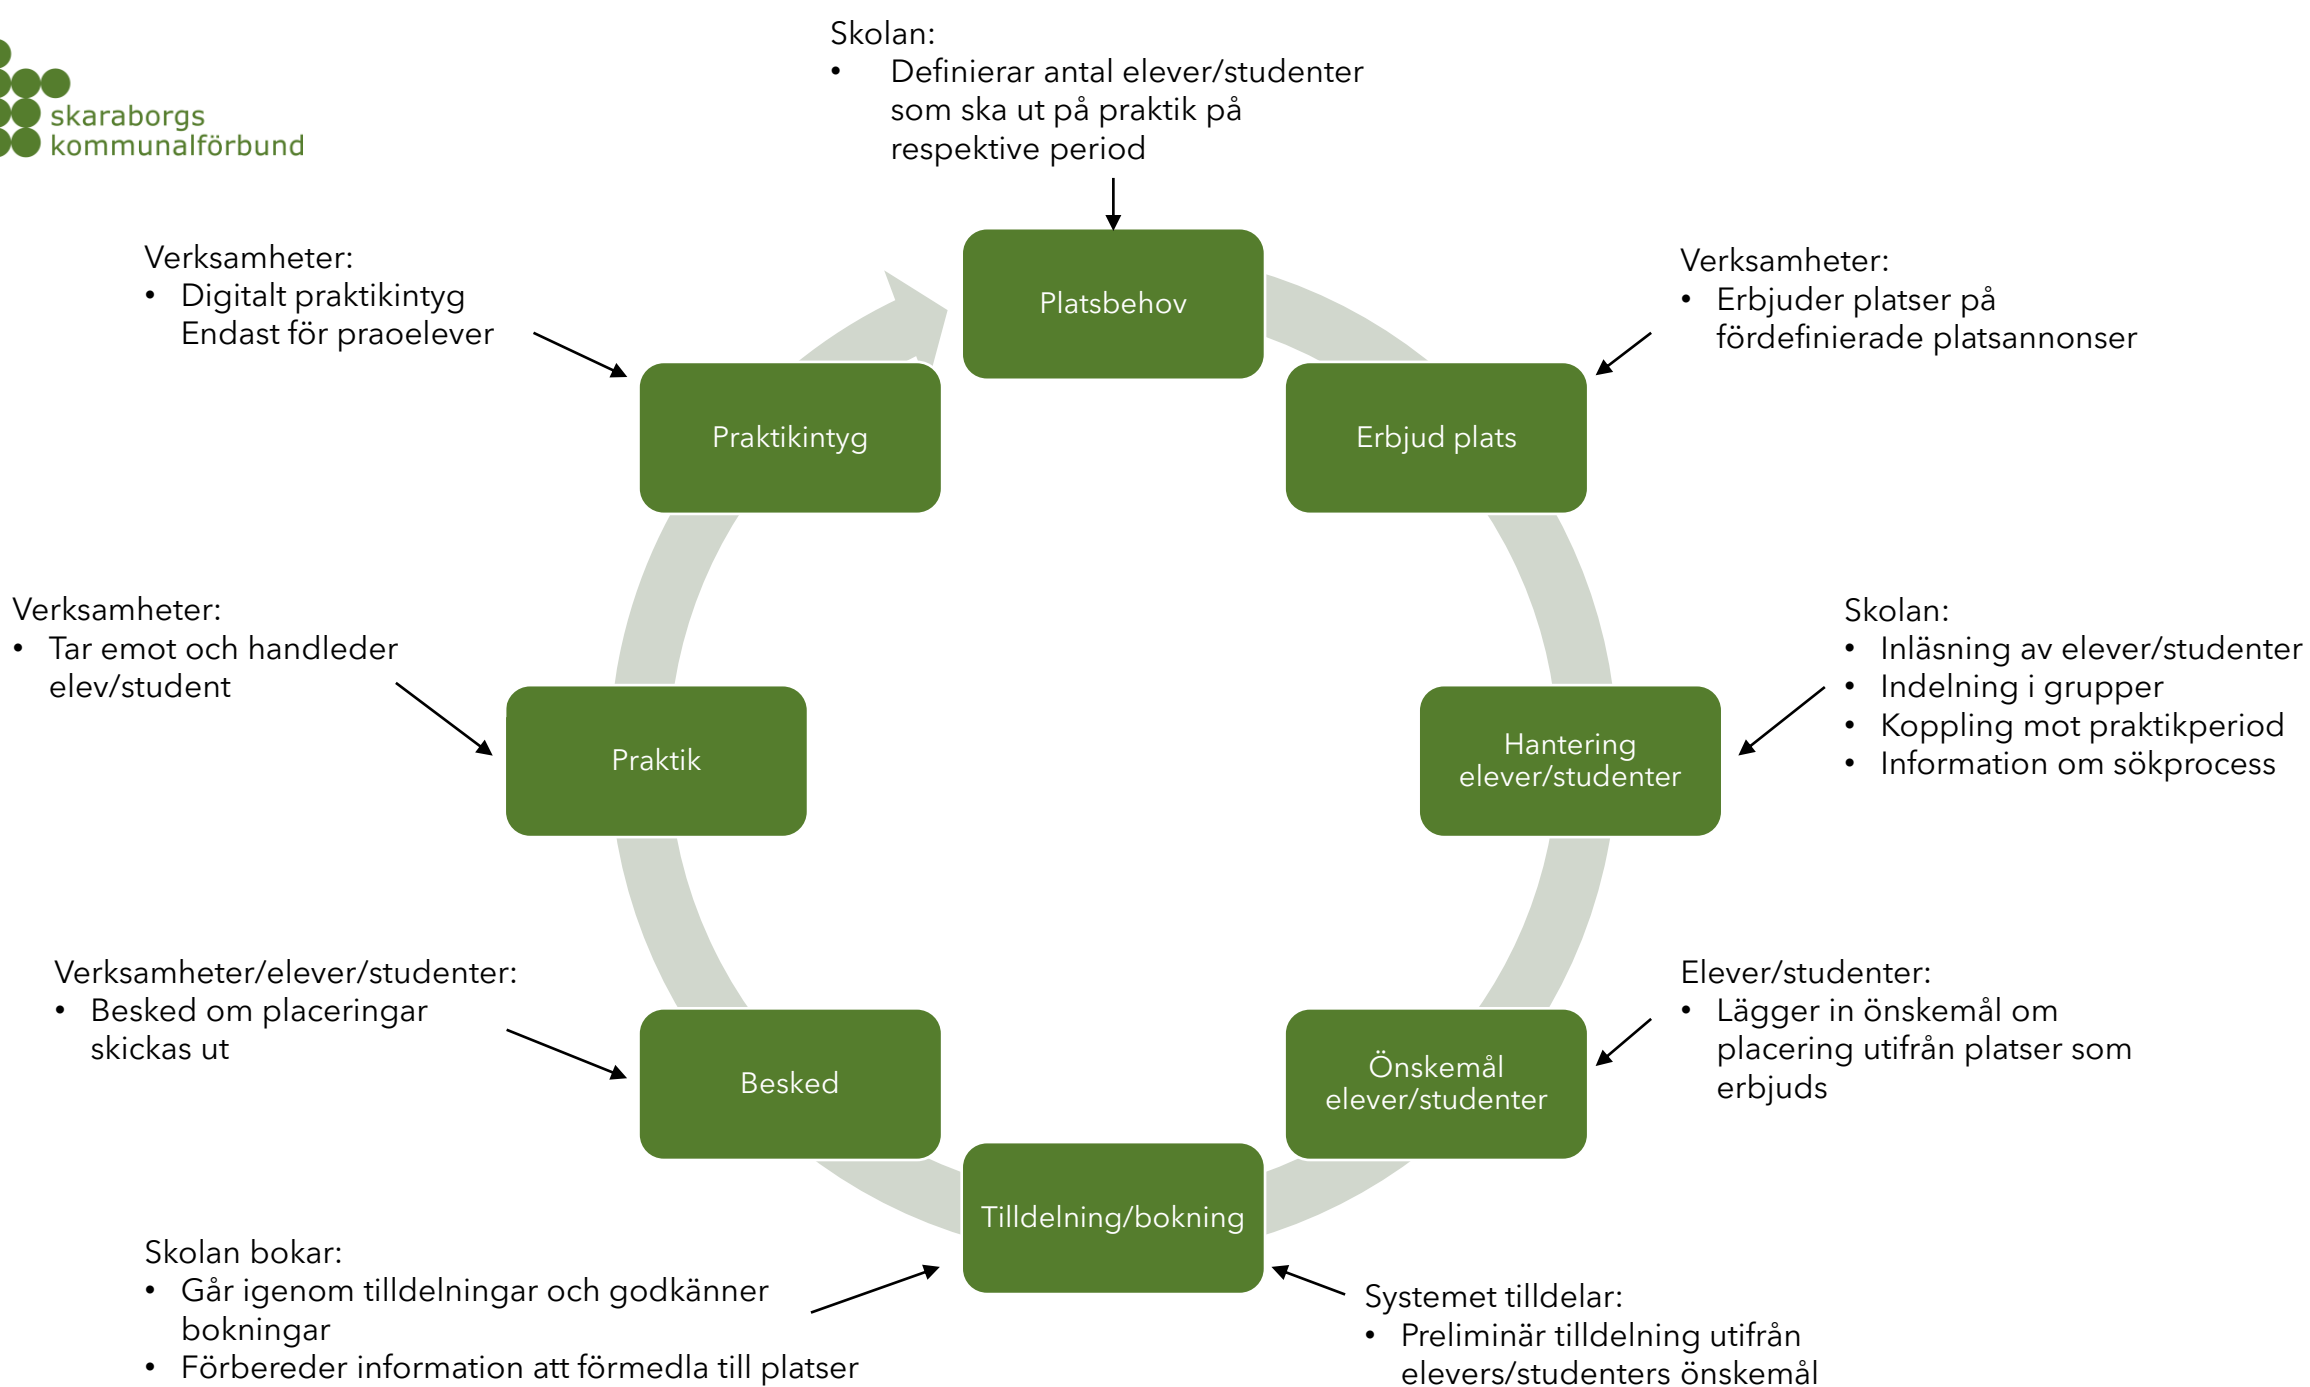 skaraborgs
kommunalförbund
Skolan:
• Definierar antal elever/studenter
som ska ut på praktik på
respektive period
Platsbehov
Verksamheter:
• Erbjuder platser på
fördefinierade platsannonser
Erbjud plats
Skolan:
• Inläsning av elever/studenter
• Indelning i grupper
• Koppling mot praktikperiod
• Information om sökprocess
Hantering
elever/studenter
Elever/studenter:
• Lägger in önskemål om
placering utifrån platser som
erbjuds
Önskemål
elever/studenter
Systemet tilldelar:
• Preliminär tilldelning utifrån
elevers/studenters önskemål
Tilldelning/bokning
Skolan bokar:
• Går igenom tilldelningar och godkänner
bokningar
• Förbereder information att förmedla till platser
Verksamheter/elever/studenter:
• Besked om placeringar
skickas ut
Besked
Verksamheter:
• Tar emot och handleder
elev/student
Praktik
Verksamheter:
• Digitalt praktikintyg
Endast för praoelever
Praktikintyg